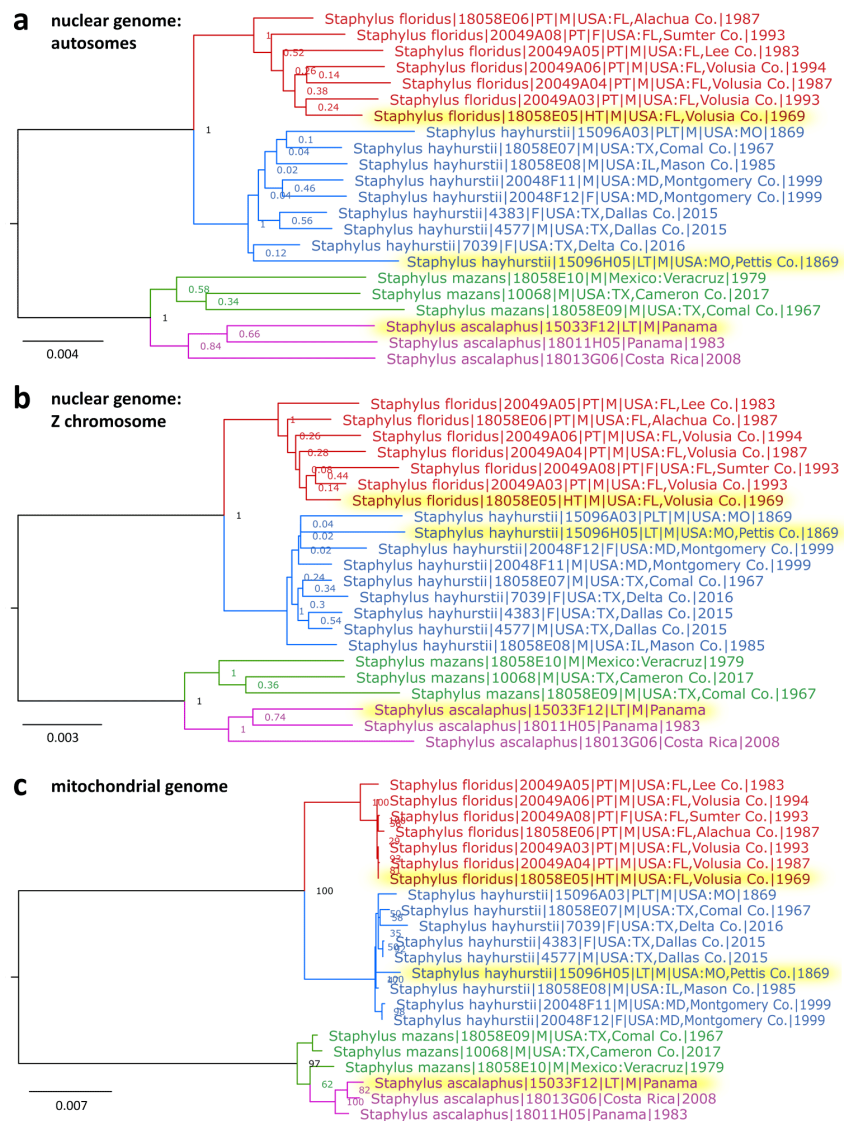 a nuclear genome:
autosomes
Staphylus floridus|18058E06|PT|M|USA:FL,Alachua Co.|1987
1
Staphylus floridus|20049A08|PT|F|USA:FL,Sumter Co.|1993
0.52
Staphylus floridus|20049A05|PT|M|USA:FL,Lee Co.|1983
0.26
Staphylus floridus|20049A06|PT|M|USA:FL,Volusia Co.|1994
0.14
Staphylus floridus|20049A04|PT|M|USA:FL,Volusia Co.|1987
0.38
Staphylus floridus|20049A03|PT|M|USA:FL,Volusia Co.|1993
0.24
Staphylus floridus|18058E05|HT|M|USA:FL,Volusia Co.|1969
1
Staphylus hayhurstii|15096A03|PLT|M|USA:MO|1869
0.1
Staphylus hayhurstii|18058E07|M|USA:TX,Comal Co.|1967
0.04
Staphylus hayhurstii|18058E08|M|USA:IL,Mason Co.|1985
0.02
Staphylus hayhurstii|20048F11|M|USA:MD,Montgomery Co.|1999
0.46
0.04
Staphylus hayhurstii|20048F12|F|USA:MD,Montgomery Co.|1999
Staphylus hayhurstii|4383|F|USA:TX,Dallas Co.|2015
1
0.56
Staphylus hayhurstii|4577|M|USA:TX,Dallas Co.|2015
Staphylus hayhurstii|7039|F|USA:TX,Delta Co.|2016
0.12
Staphylus hayhurstii|15096H05|LT|M|USA:MO,Pettis Co.|1869
Staphylus mazans|18058E10|M|Mexico:Veracruz|1979
0.58
Staphylus mazans|10068|M|USA:TX,Cameron Co.|2017
0.34
Staphylus mazans|18058E09|M|USA:TX,Comal Co.|1967
1
Staphylus ascalaphus|15033F12|LT|M|Panama
0.66
Staphylus ascalaphus|18011H05|Panama|1983
0.84
Staphylus ascalaphus|18013G06|Costa Rica|2008
0.004
b nuclear genome:
Z chromosome
Staphylus floridus|20049A05|PT|M|USA:FL,Lee Co.|1983
Staphylus floridus|18058E06|PT|M|USA:FL,Alachua Co.|1987
1
Staphylus floridus|20049A06|PT|M|USA:FL,Volusia Co.|1994
0.26
Staphylus floridus|20049A04|PT|M|USA:FL,Volusia Co.|1987
0.28
Staphylus floridus|20049A08|PT|F|USA:FL,Sumter Co.|1993
0.08
0.44
Staphylus floridus|20049A03|PT|M|USA:FL,Volusia Co.|1993
0.14
Staphylus floridus|18058E05|HT|M|USA:FL,Volusia Co.|1969
1
Staphylus hayhurstii|15096A03|PLT|M|USA:MO|1869
0.04
Staphylus hayhurstii|15096H05|LT|M|USA:MO,Pettis Co.|1869
0.02
Staphylus hayhurstii|20048F12|F|USA:MD,Montgomery Co.|1999
0.02
Staphylus hayhurstii|20048F11|M|USA:MD,Montgomery Co.|1999
Staphylus hayhurstii|18058E07|M|USA:TX,Comal Co.|1967
0.24
Staphylus hayhurstii|7039|F|USA:TX,Delta Co.|2016
0.34
Staphylus hayhurstii|4383|F|USA:TX,Dallas Co.|2015
0.3
1
Staphylus hayhurstii|4577|M|USA:TX,Dallas Co.|2015
0.54
Staphylus hayhurstii|18058E08|M|USA:IL,Mason Co.|1985
Staphylus mazans|18058E10|M|Mexico:Veracruz|1979
1
Staphylus mazans|10068|M|USA:TX,Cameron Co.|2017
0.36
Staphylus mazans|18058E09|M|USA:TX,Comal Co.|1967
1
Staphylus ascalaphus|15033F12|LT|M|Panama
0.74
Staphylus ascalaphus|18011H05|Panama|1983
1
Staphylus ascalaphus|18013G06|Costa Rica|2008
0.003
c mitochondrial genome
Staphylus floridus|20049A05|PT|M|USA:FL,Lee Co.|1983
100
Staphylus floridus|20049A06|PT|M|USA:FL,Volusia Co.|1994
Staphylus floridus|20049A08|PT|F|USA:FL,Sumter Co.|1993
Staphylus floridus|18058E06|PT|M|USA:FL,Alachua Co.|1987
29
Staphylus floridus|20049A03|PT|M|USA:FL,Volusia Co.|1993
Staphylus floridus|20049A04|PT|M|USA:FL,Volusia Co.|1987
Staphylus floridus|18058E05|HT|M|USA:FL,Volusia Co.|1969
100
Staphylus hayhurstii|15096A03|PLT|M|USA:MO|1869
Staphylus hayhurstii|18058E07|M|USA:TX,Comal Co.|1967
58
Staphylus hayhurstii|7039|F|USA:TX,Delta Co.|2016
35
Staphylus hayhurstii|4383|F|USA:TX,Dallas Co.|2015
Staphylus hayhurstii|4577|M|USA:TX,Dallas Co.|2015
Staphylus hayhurstii|15096H05|LT|M|USA:MO,Pettis Co.|1869
Staphylus hayhurstii|18058E08|M|USA:IL,Mason Co.|1985
Staphylus hayhurstii|20048F11|M|USA:MD,Montgomery Co.|1999
98
Staphylus hayhurstii|20048F12|F|USA:MD,Montgomery Co.|1999
Staphylus mazans|18058E09|M|USA:TX,Comal Co.|1967
Staphylus mazans|10068|M|USA:TX,Cameron Co.|2017
97
Staphylus mazans|18058E10|M|Mexico:Veracruz|1979
62
Staphylus ascalaphus|15033F12|LT|M|Panama
82
Staphylus ascalaphus|18013G06|Costa Rica|2008
100
Staphylus ascalaphus|18011H05|Panama|1983
0.007